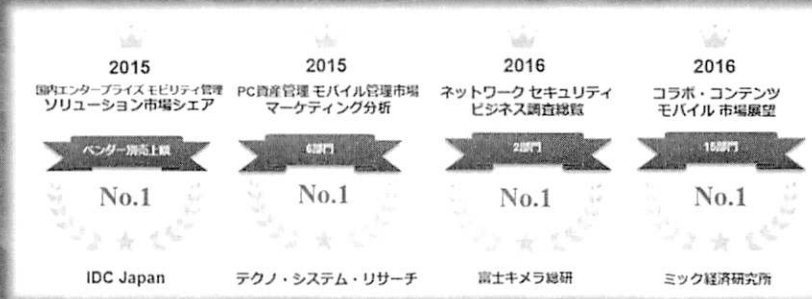 2015
国内エンタープライズ モビリティ管理
ソリューション市場シェア
ベンダー別売上額
No.1
IDC Japan
2015
PC資産管理 モバイル管理市場
マーケティング分析
6部門
No.1
テクノ・システム・リサーチ
2016
ネットワーク セキュリティ
ビジネス調査総覧
2部門
No.1
富士キメラ総研
2016
コラボ・コンテンツ
モバイル 市場展望
15部門
No.1
ミック経済研究所